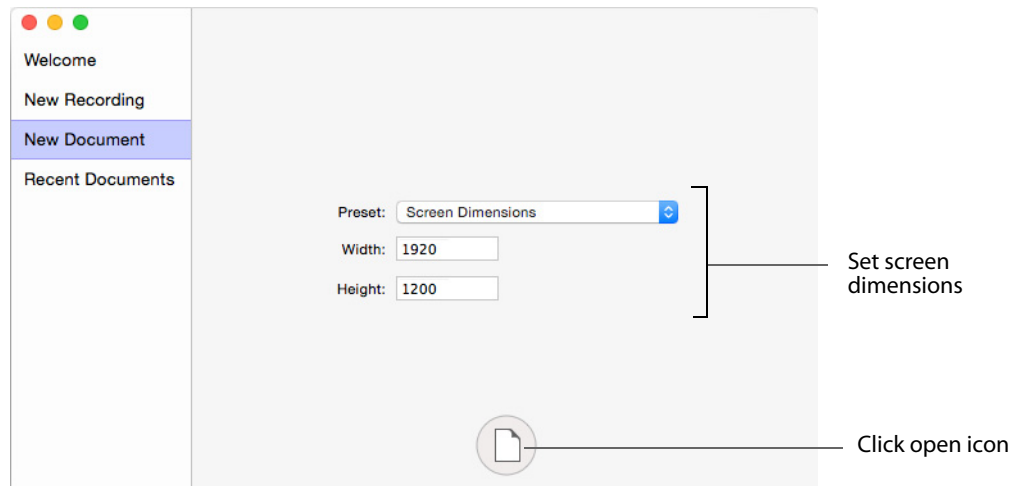 Welcome
New Recording
New Document
Recent Documents
Preset: Screen Dimensions
Width: 1920
Height: 1200
Set screen
dimensions
Click open icon